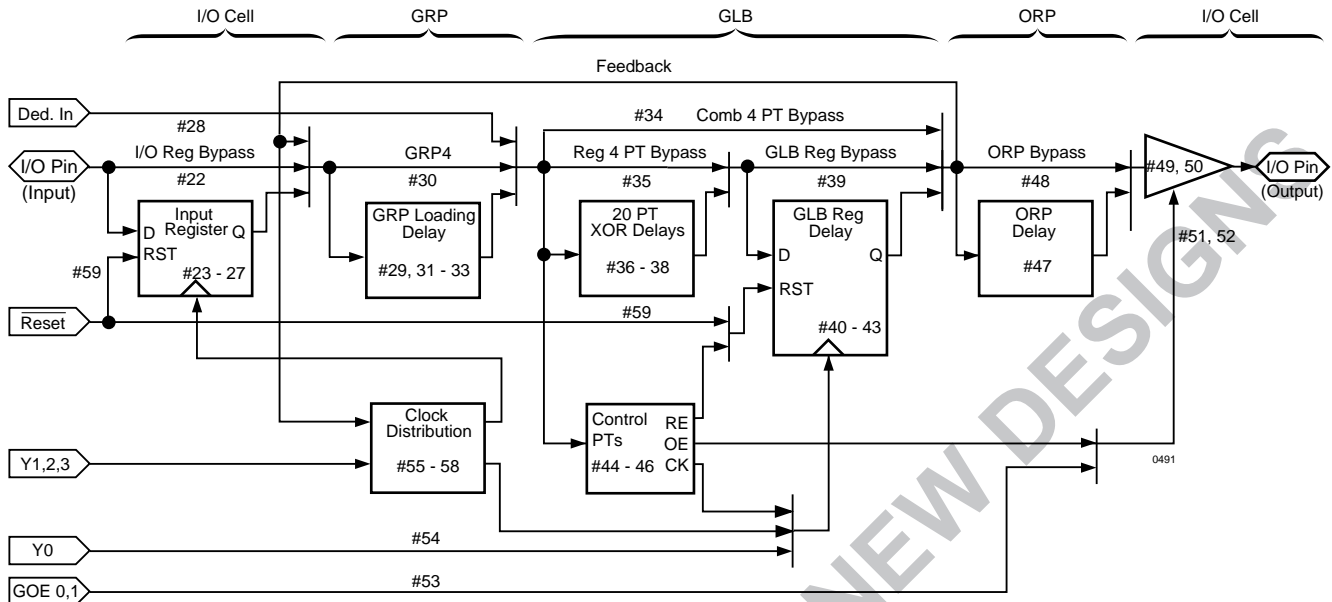 I/O Cell
GRP
GLB
ORP
I/O Cell
Feedback
Ded. In
#28
#34
Comb 4 PT Bypass
I/O Pin
(Input)
I/O Reg Bypass
#22
GRP4
#30
Reg 4 PT Bypass
#35
GLB Reg Bypass
#39
ORP Bypass
#48
#49, 50
I/O Pin
(Output)
Input
Register
D
Q
RST
#23 - 27
#59
GRP Loading
Delay
#29, 31 - 33
20 PT
XOR Delays
#36 - 38
GLB Reg
Delay
D
Q
RST
#40 - 43
ORP
Delay
#47
#51, 52
Reset
#59
Clock
Distribution
#55 - 58
Control
PTs
#44 - 46
RE
OE
CK
0491
Y1,2,3
Y0
#54
GOE 0,1
#53
NEW DESIGNS